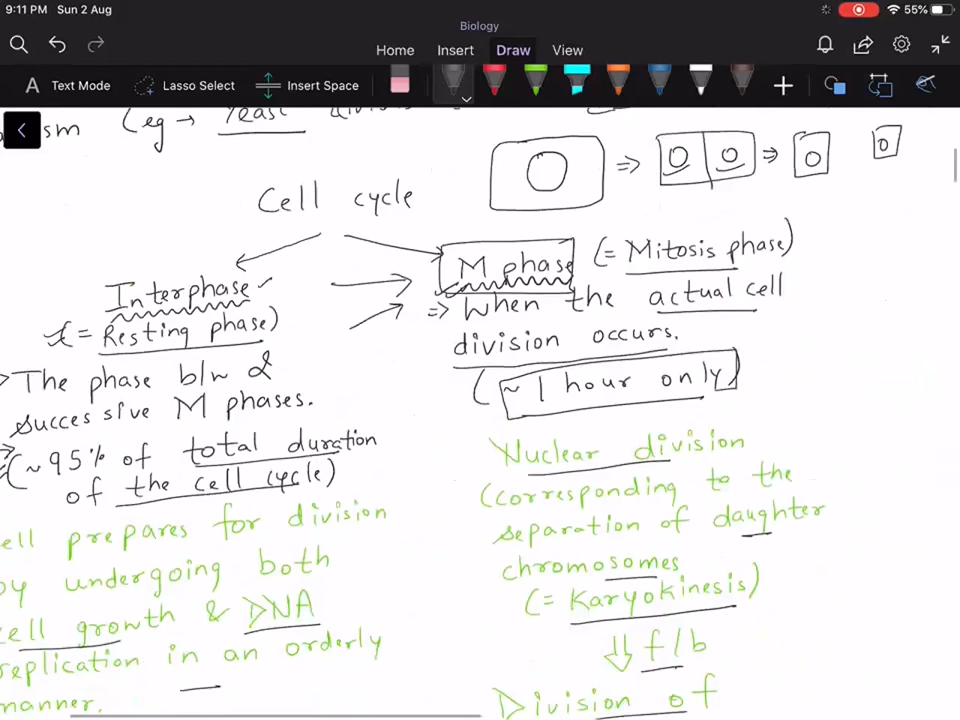 9:11 PM Sun 2 Aug
55%
Biology
Home Insert Draw View
A Text Mode Lasso Select Insert Space
sm (eg → Yeast
Cell cycle
Interphase
(= Resting phase)
The phase b/w 2
successive M phases.
(~95% of total duration
of the cell cycle)
ell prepares for division
by undergoing both
cell growth & DNA
replication in an orderly
manner.
M phase (= Mitosis phase)
⇒ When the actual cell
division occurs.
(~ 1 hour only)
Nuclear division
(corresponding to the
separation of daughter
chromosomes
(= Karyokinesis)
⇓ f/b
Division of